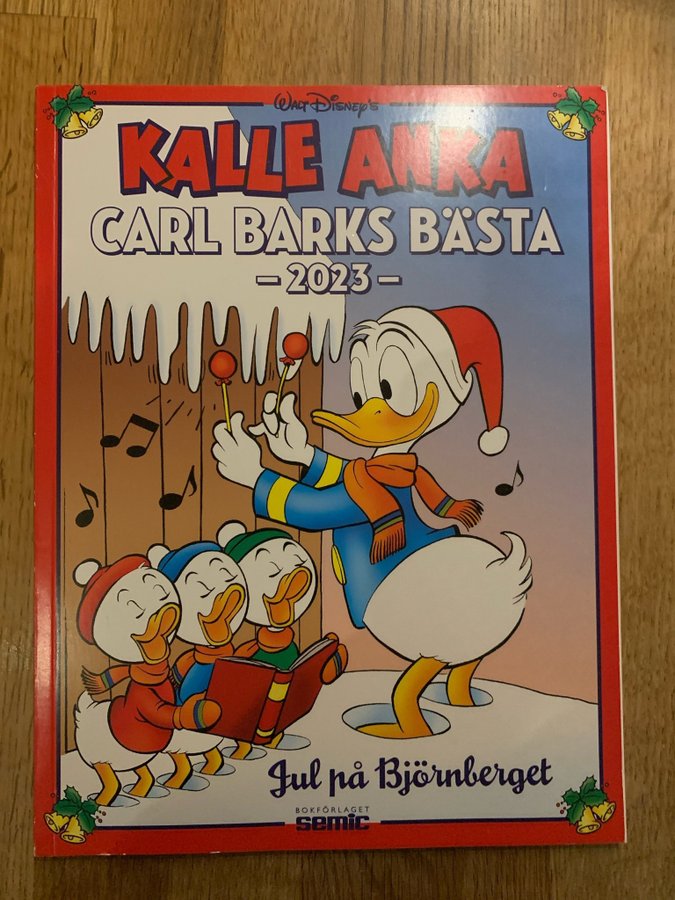 WALT DISNEY'S
KALLE ANKA
CARL BARKS BÄSTA
– 2023 –
Jul på Björnberget
BOKFÖRLAGET
semic